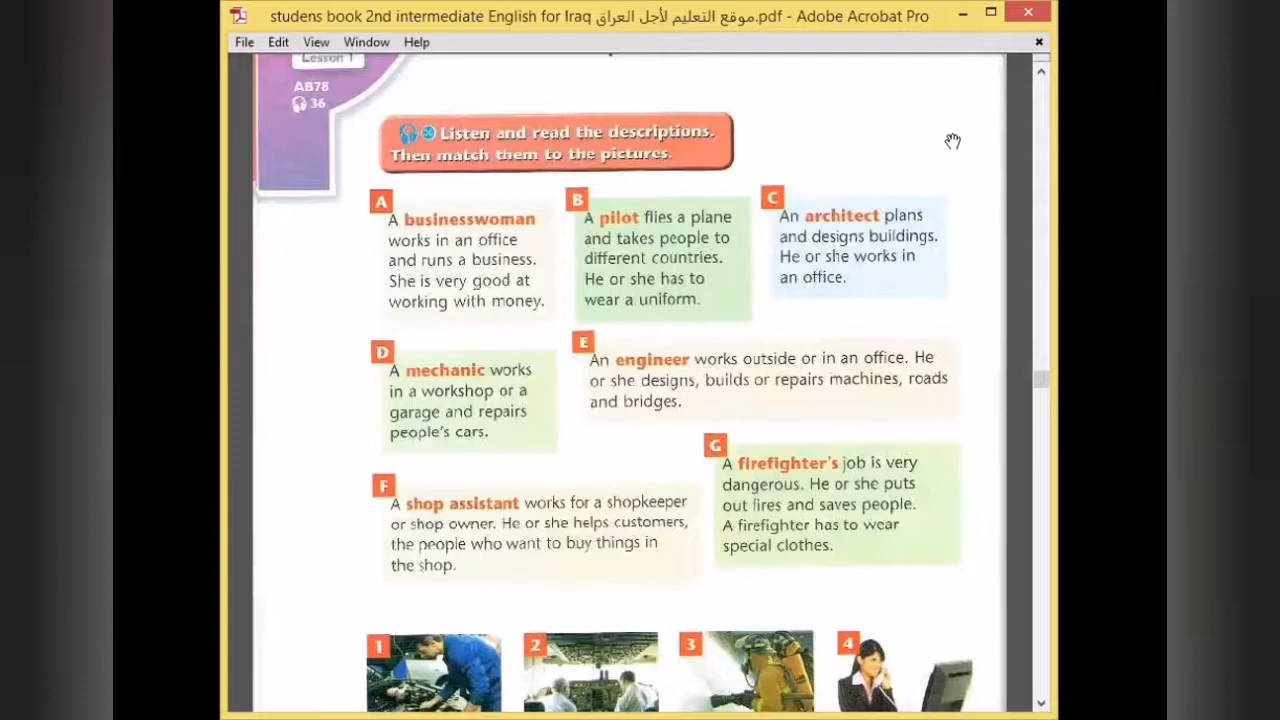 studens book 2nd intermediate English for Iraq موقع التعليم لأجل العراق.pdf - Adobe Acrobat Pro
File Edit View Window Help
Lesson 1
AB78
36
Listen and read the descriptions.
Then match them to the pictures.
A
A businesswoman
works in an office
and runs a business.
She is very good at
working with money.
B
A pilot flies a plane
and takes people to
different countries.
He or she has to
wear a uniform.
C
An architect plans
and designs buildings.
He or she works in
an office.
D
A mechanic works
in a workshop or a
garage and repairs
people's cars.
E
An engineer works outside or in an office. He
or she designs, builds or repairs machines, roads
and bridges.
F
A shop assistant works for a shopkeeper
or shop owner. He or she helps customers,
the people who want to buy things in
the shop.
G
A firefighter's job is very
dangerous. He or she puts
out fires and saves people.
A firefighter has to wear
special clothes.
1
2
3
4